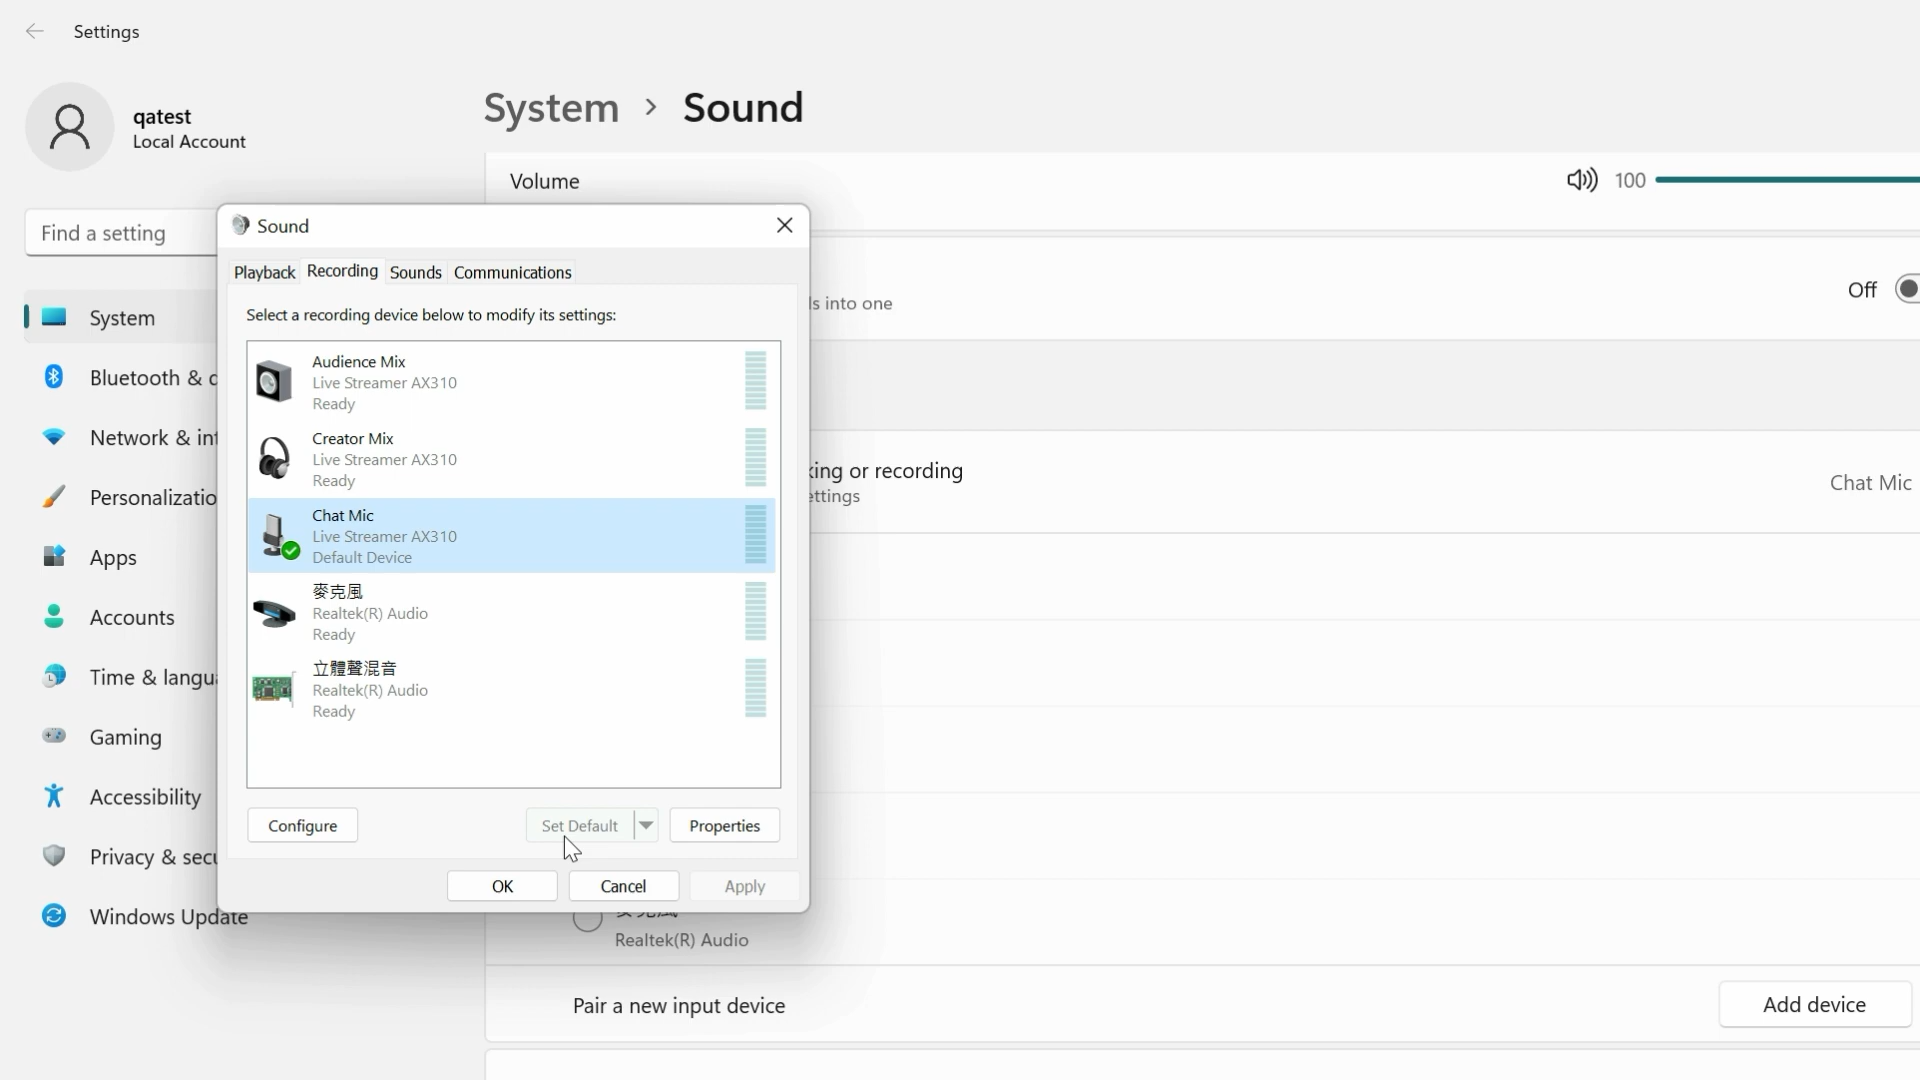 Settings
qatest
Local Account
System > Sound
Volume
100
Find a setting
Sound
Playback Recording Sounds Communications
Select a recording device below to modify its settings:
Audience Mix
Live Streamer AX310
Ready
Creator Mix
Live Streamer AX310
Ready
Chat Mic
Live Streamer AX310
Default Device
麥克風
Realtek(R) Audio
Ready
立體聲混音
Realtek(R) Audio
Ready
Configure
Set Default
Properties
OK
Cancel
Apply
System
Bluetooth &
Network &
Personalizatio
Apps
Accounts
Time & langua
Gaming
Accessibility
Privacy & secu
Windows Update
ls into one
Off
king or recording
ettings
Chat Mic
Realtek(R) Audio
Pair a new input device
Add device